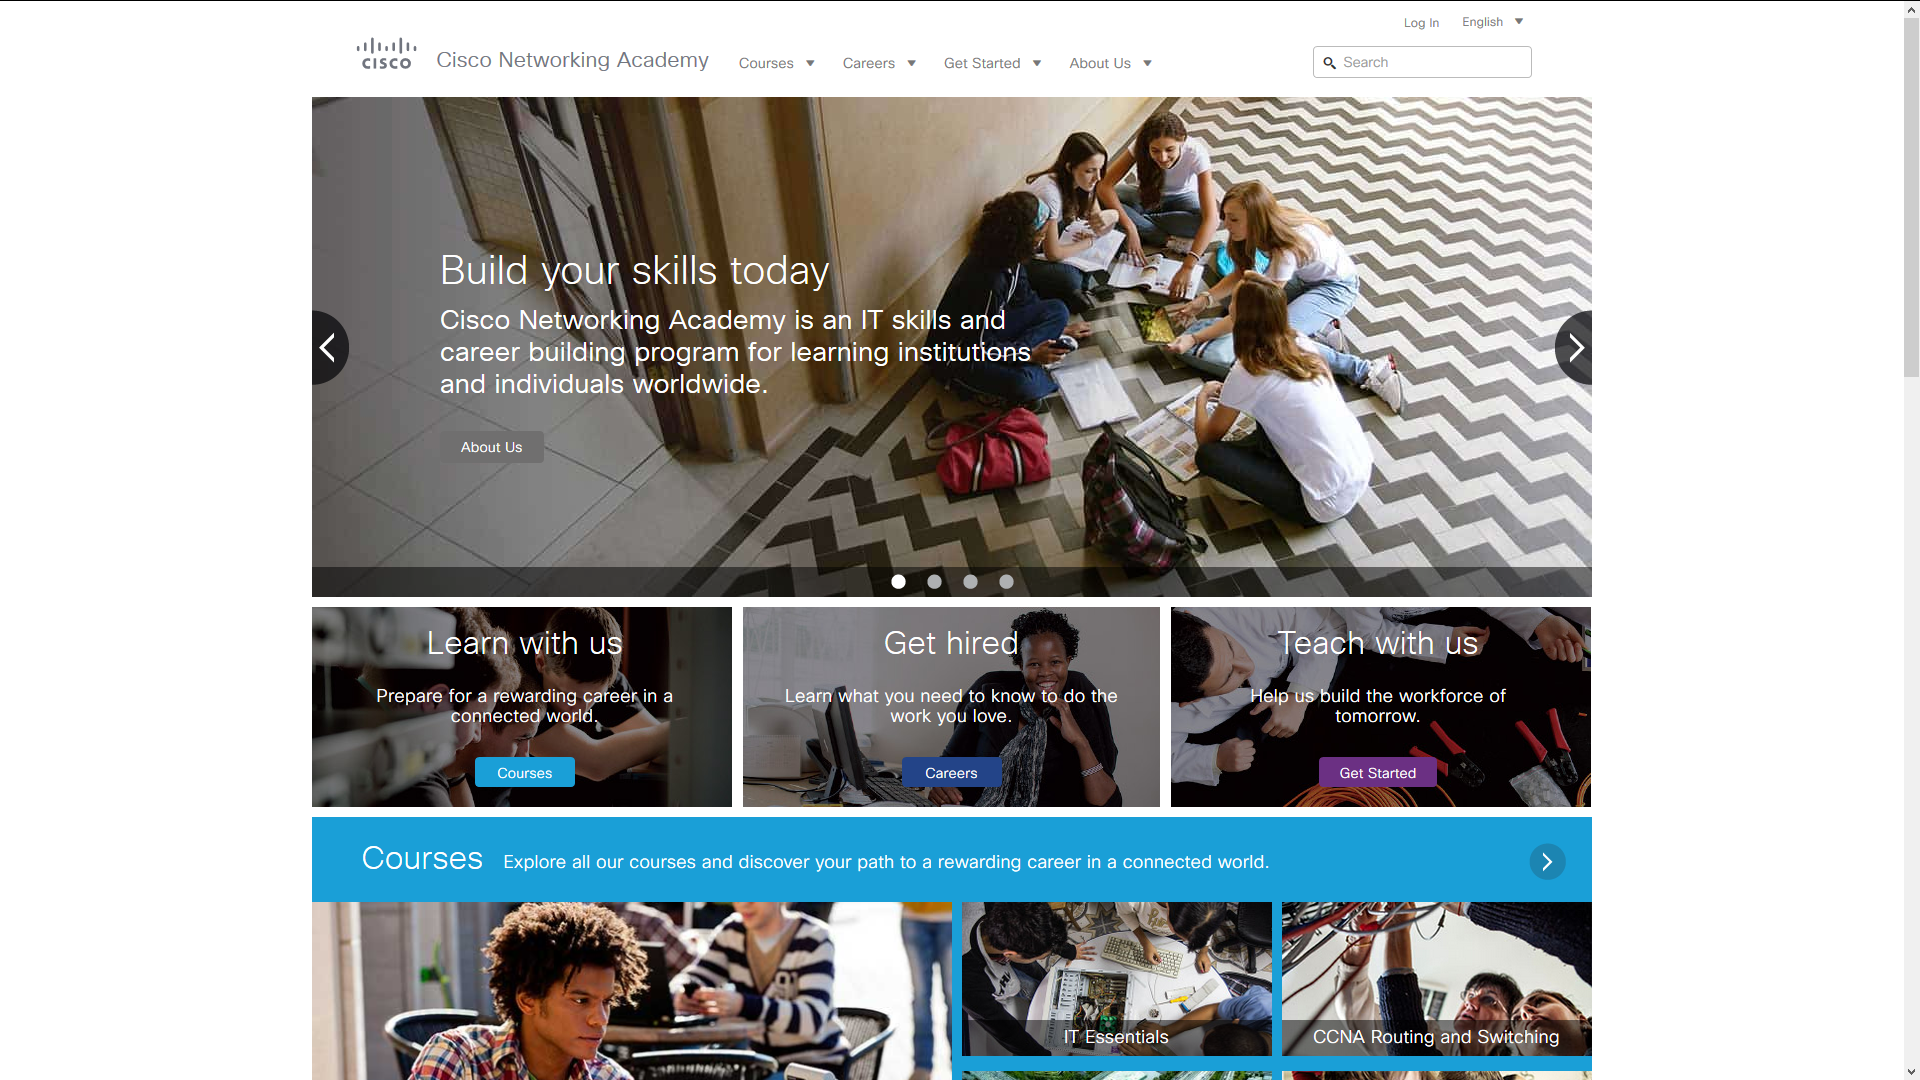 Log In English
cisco Cisco Networking Academy Courses Careers Get Started About Us Search
Build your skills today
Cisco Networking Academy is an IT skills and
career building program for learning institutions
and individuals worldwide.
About Us
Learn with us
Prepare for a rewarding career in a
connected world.
Courses
Get hired
Learn what you need to know to do the
work you love.
Careers
Teach with us
Help us build the workforce of
tomorrow.
Get Started
Courses Explore all our courses and discover your path to a rewarding career in a connected world.
IT Essentials
CCNA Routing and Switching